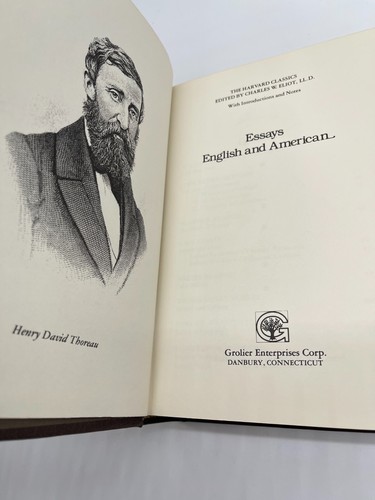 Henry David Thoreau
THE HARVARD CLASSICS
EDITED BY CHARLES W. ELIOT, LL. D.
With Introductions and Notes
Essays
English and American
G
Grolier Enterprises Corp.
DANBURY, CONNECTICUT